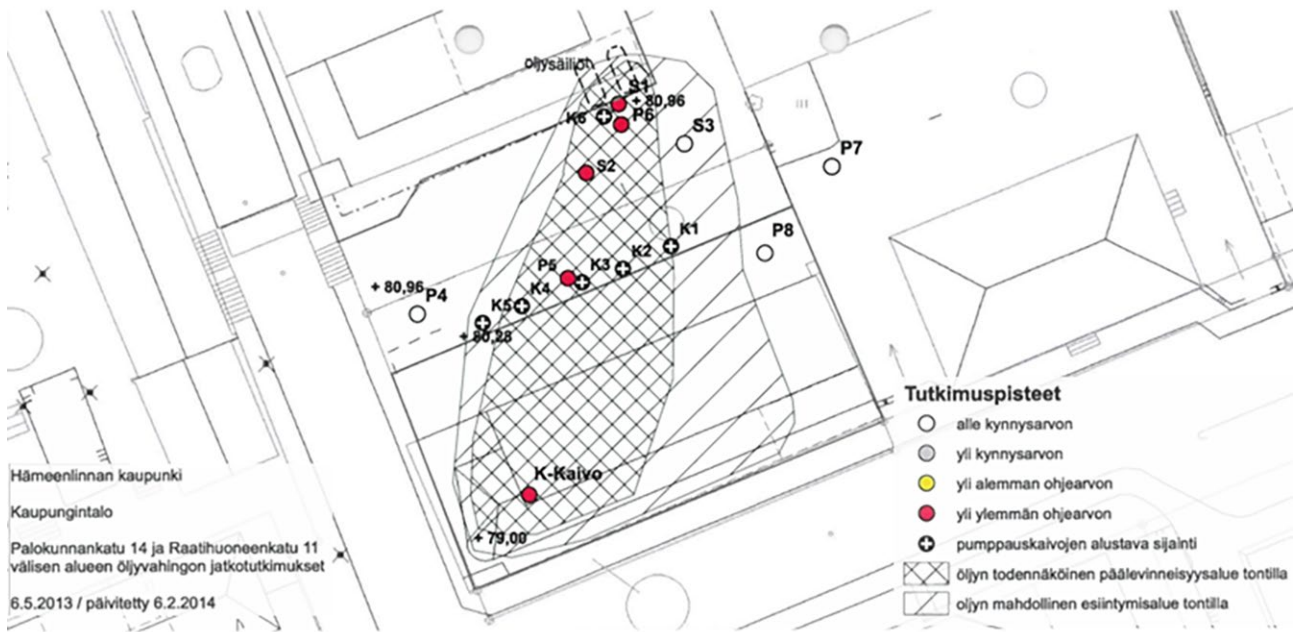 öljysäiliöt
S1
+ 80,96
K6
P6
S3
P7
S2
K1
P8
K2
P5
K3
+ 80,96
P4
K4
K5
+ 80,28
K-Kaivo
+ 79,00
Hämeenlinnan kaupunki
Kaupungintalo
Palokunnankatu 14 ja Raatihuoneenkatu 11
välisen alueen öljyvahingon jatkotutkimukset
6.5.2013 / päivitetty 6.2.2014
Tutkimuspisteet
alle kynnysarvon
yli kynnysarvon
yli alemman ohjearvon
yli ylemmän ohjearvon
pumppauskaivojen alustava sijainti
öljyn todennäköinen päälevinneisyysalue tontilla
oljyn mahdollinen esiintymisalue tontilla